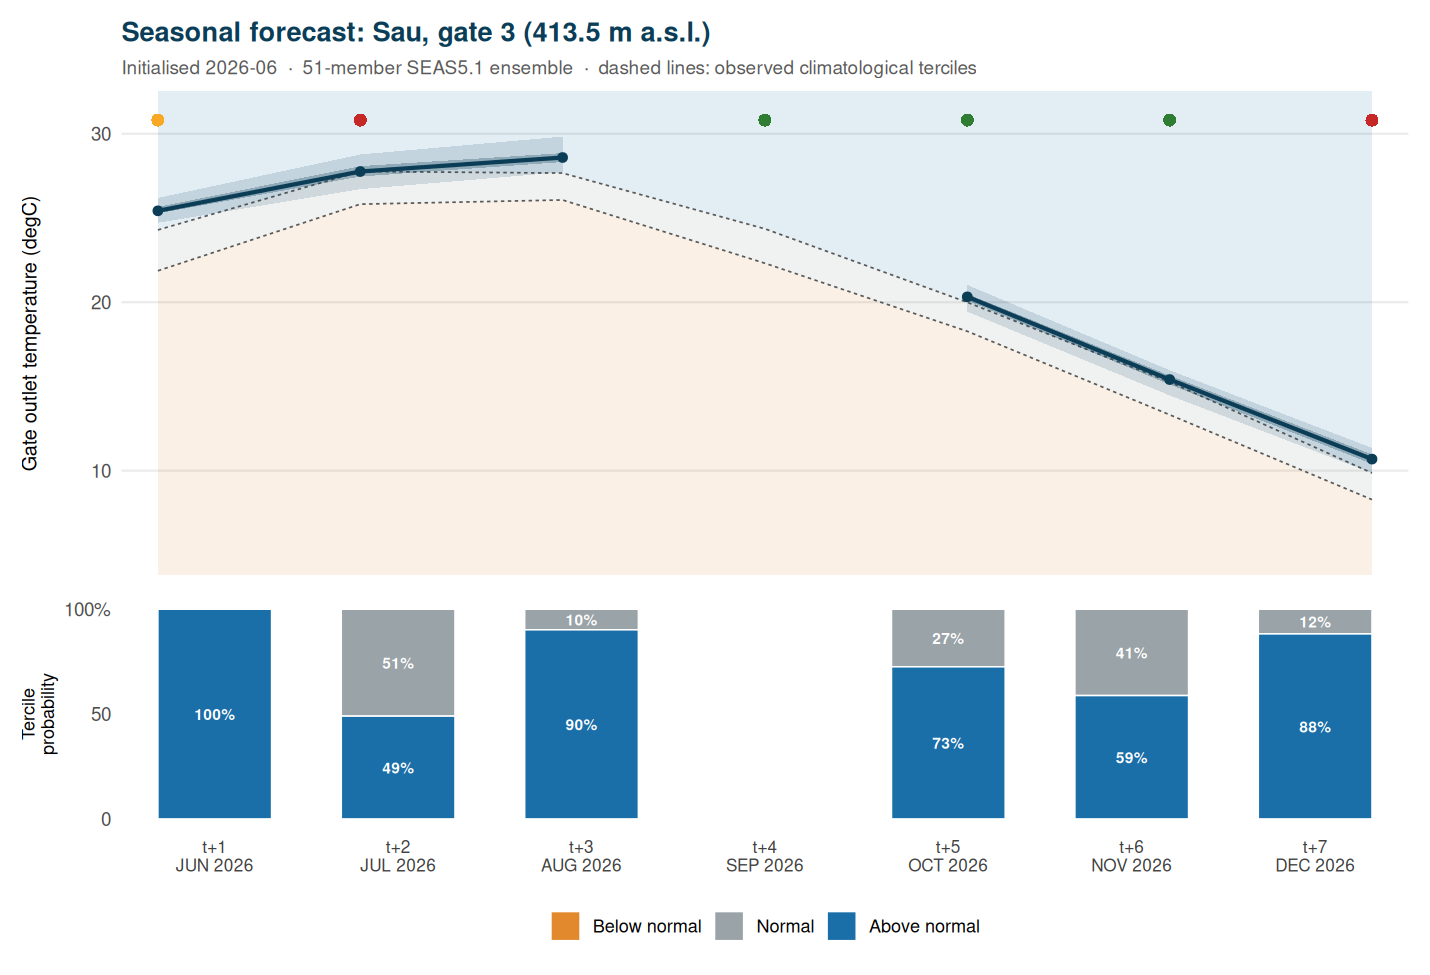 Seasonal forecast: Sau, gate 3 (413.5 m a.s.l.)
Initialised 2026-06 · 51-member SEAS5.1 ensemble · dashed lines: observed climatological terciles
Gate outlet temperature (degC)
30
20
10
Tercile
probability
100%
50
0
100%
51%
49%
10%
90%
27%
73%
41%
59%
12%
88%
t+1
JUN 2026
t+2
JUL 2026
t+3
AUG 2026
t+4
SEP 2026
t+5
OCT 2026
t+6
NOV 2026
t+7
DEC 2026
Below normal
Normal
Above normal